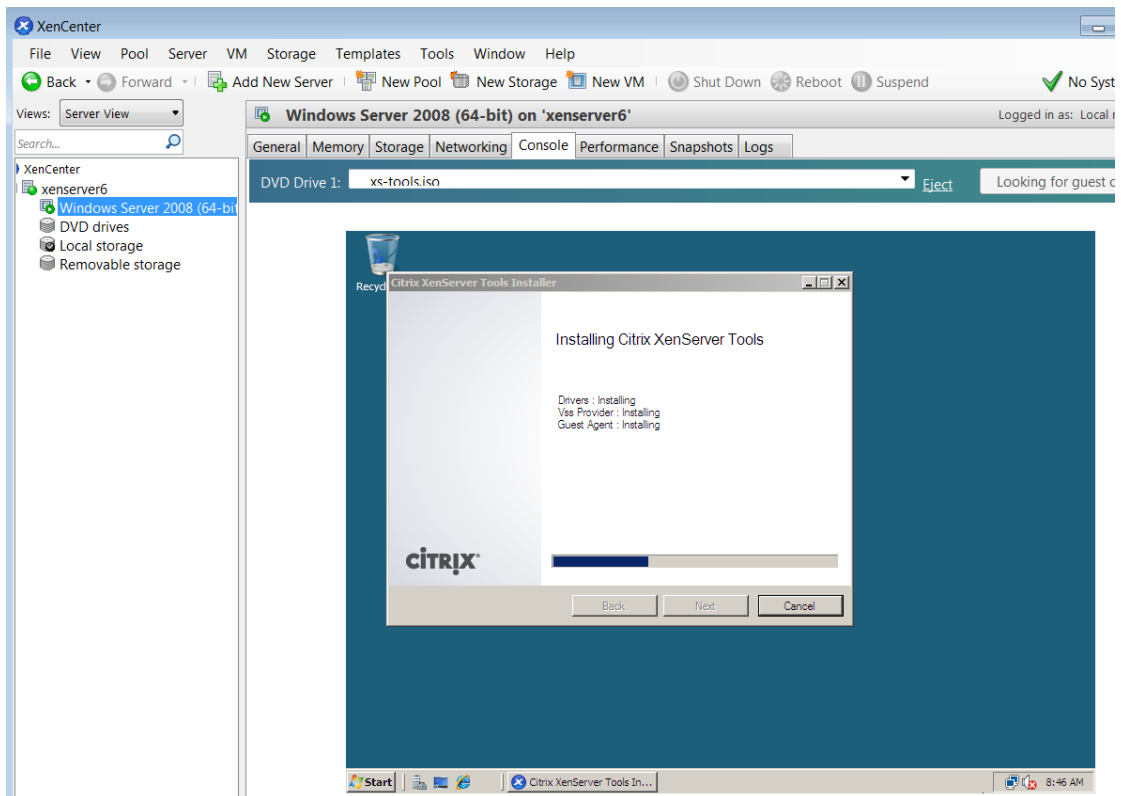 XenCenter
File View Pool Server VM Storage Templates Tools Window Help
Back Forward Add New Server New Pool New Storage New VM Shut Down Reboot Suspend No Syst
Views: Server View
Windows Server 2008 (64-bit) on 'xenserver6'
Logged in as: Local
Search...
General Memory Storage Networking Console Performance Snapshots Logs
XenCenter
xenserver6
Windows Server 2008 (64-bit
DVD drives
Local storage
Removable storage
DVD Drive 1: xs-tools.iso Eject Looking for guest
Recyc
Citrix XenServer Tools Installer
Installing Citrix XenServer Tools
Drivers : Installing
Vss Provider : Installing
Guest Agent : Installing
CITRIX
Back Next Cancel
Start Citrix XenServer Tools In... 8:46 AM